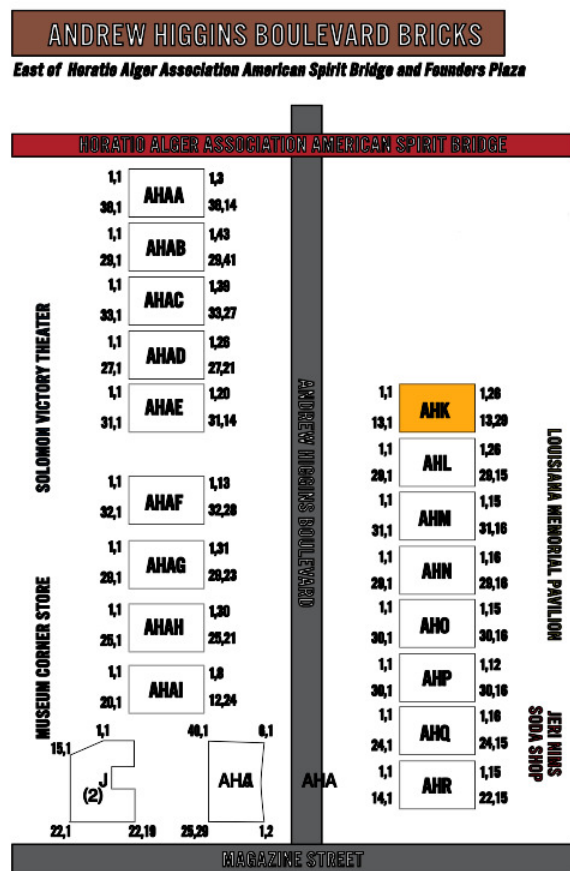 ANDREW HIGGINS BOULEVARD BRICKS
East of Horatio Alger Association American Spirit Bridge and Founders Plaza
HORATIO ALGER ASSOCIATION AMERICAN SPIRIT BRIDGE
SOLOMON VICTORY THEATER
MUSEUM CORNER STORE
1,1 1,3
AHAA
38,1 38,14
1,1 1,43
AHAB
29,1 29,41
1,1 1,39
AHAC
33,1 33,27
1,1 1,26
AHAD
27,1 27,21
1,1 1,20
AHAE
31,1 31,14
1,1 1,13
AHAF
32,1 32,28
1,1 1,31
AHAG
29,1 29,23
1,1 1,30
AHAH
25,1 25,21
1,1 1,8
AHAI
20,1 12,24
1,1
15,1
J
(2)
22,1 22,19
40,1 6,1
25,29 1,2
ANDREW HIGGINS BOULEVARD
AHA
1,1 1,26
AHK
13,1 13,29
1,1 1,26
AHL
29,1 29,15
1,1 1,15
AHM
31,1 31,16
1,1 1,16
AHN
29,1 29,16
1,1 1,15
AHO
30,1 30,16
1,1 1,12
AHP
30,1 30,16
1,1 1,16
AHQ
24,1 24,15
1,1 1,15
AHR
14,1 22,15
LOUISIANA MEMORIAL PAVILION
JERI NIMS
SODA SHOP
MAGAZINE STREET